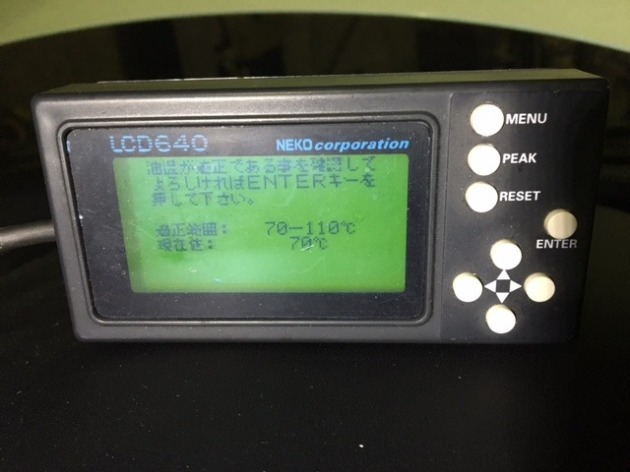 LCD640
NEKO corporation
油温が適正である事を確認して
よろしければENTERキーを
押して下さい。
適正範囲： 70－110℃
現在値： 70℃
MENU
PEAK
RESET
ENTER